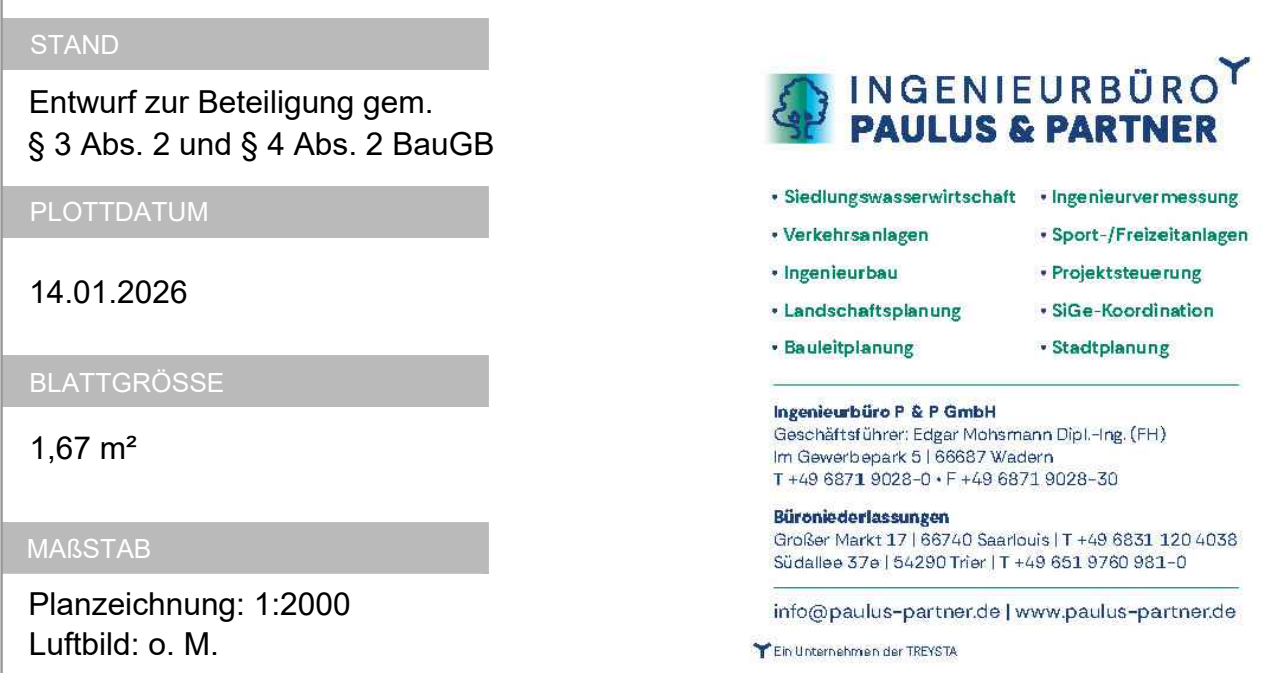 STAND
Entwurf zur Beteiligung gem.
§ 3 Abs. 2 und § 4 Abs. 2 BauGB
PLOTTDATUM
14.01.2026
BLATTGRÖSSE
1,67 m²
MAßSTAB
Planzeichnung: 1:2000
Luftbild: o. M.
INGENIEURBÜRO
PAULUS & PARTNER
• Siedlungswasserwirtschaft • Ingenieurvermessung
• Verkehrsanlagen • Sport-/Freizeitanlagen
• Ingenieurbau • Projektsteuerung
• Landschaftsplanung • SiGe-Koordination
• Bauleitplanung • Stadtplanung
Ingenieurbüro P & P GmbH
Geschäftsführer: Edgar Mohsmann Dipl.-Ing. (FH)
Im Gewerbepark 5 | 66687 Wadern
T +49 6871 9028-0 • F +49 6871 9028-30
Büroniederlassungen
Großer Markt 17 | 66740 Saarlouis | T +49 6831 120 4038
Südallee 37e | 54290 Trier | T +49 651 9760 981-0
info@paulus-partner.de | www.paulus-partner.de
Ein Unternehmen der TREYSTA